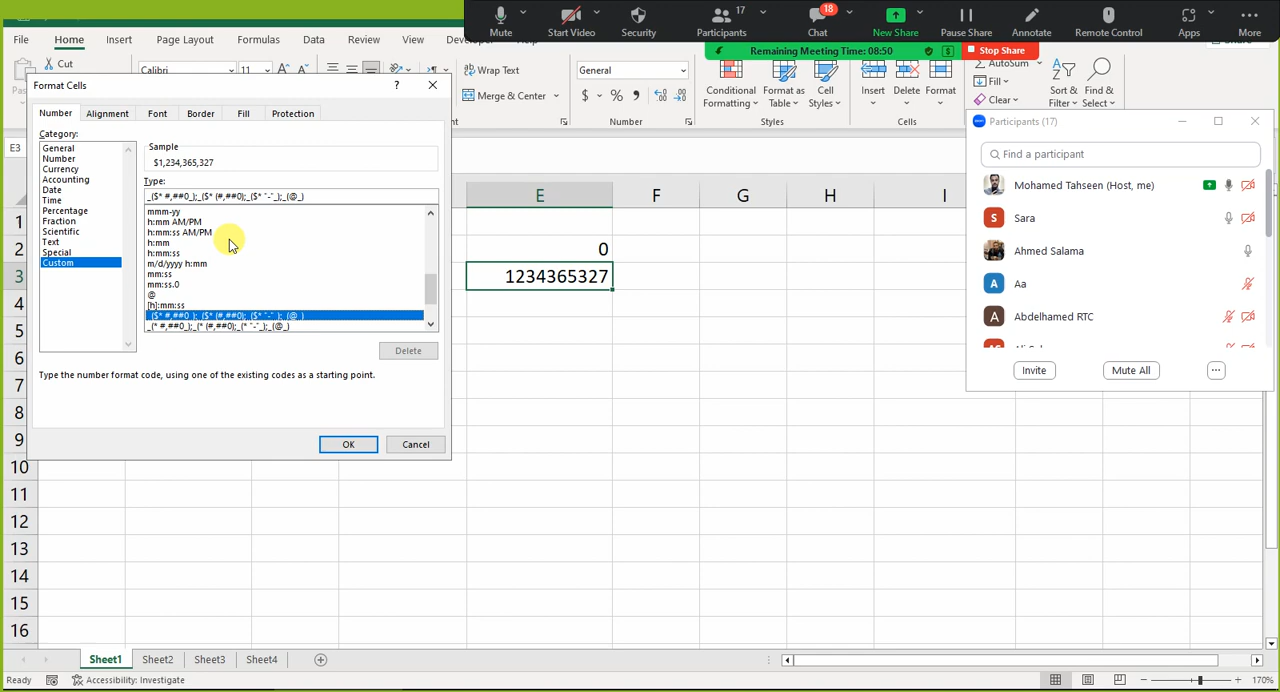 17
18
Mute
Start Video
Security
Participants
Chat
New Share
Pause Share
Annotate
Remote Control
Apps
More
Remaining Meeting Time: 08:50
Stop Share
File
Home
Insert
Page Layout
Formulas
Data
Review
View
Cut
Calibri
11
Wrap Text
Merge & Center
General
$
%
Number
Conditional
Formatting
Format as
Table
Cell
Styles
Styles
Insert
Delete
Format
Cells
AutoSum
Fill
Clear
Sort &
Filter
Find &
Select
Format Cells
?
Number
Alignment
Font
Border
Fill
Protection
Category:
General
Number
Currency
Accounting
Date
Time
Percentage
Fraction
Scientific
Text
Special
Custom
Sample
$1,234,365,327
Type:
_($* #,##0_);_($* (#,##0);_($* "-"_);_(@_)
mmm-yy
h:mm AM/PM
h:mm:ss AM/PM
h:mm
h:mm:ss
m/d/yyyy h:mm
mm:ss
mm:ss.0
@
[h]:mm:ss
_($* #,##0_);_($* (#,##0);_($* "-"_);_(@_)
_(* #,##0_);_(* (#,##0);_(* "-"_);_(@_)
Delete
Type the number format code, using one of the existing codes as a starting point.
OK
Cancel
E3
E
F
G
H
I
1
2
0
3
1234365327
4
5
6
7
8
9
10
11
12
13
14
15
16
Participants (17)
Find a participant
Mohamed Tahseen (Host, me)
S
Sara
Ahmed Salama
A
Aa
A
Abdelhamed RTC
Invite
Mute All
...
Sheet1
Sheet2
Sheet3
Sheet4
Ready
Accessibility: Investigate
170%